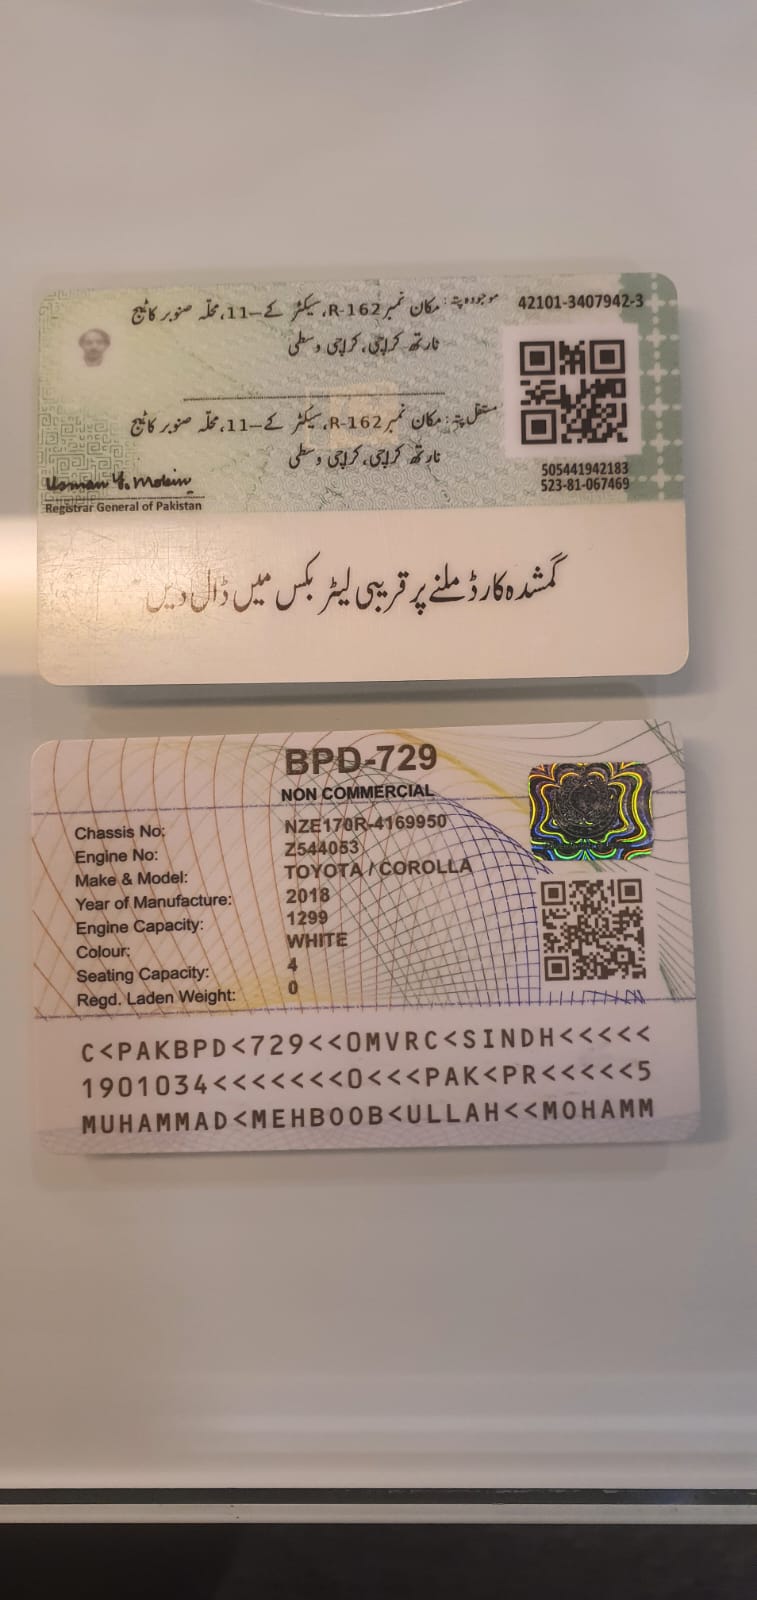 موجودہ پتہ: مکان نمبر R-162، سیکٹر کے-11، محلہ صنوبر کاٹیج
نارتھ کراچی، کراچی وسطی
42101-3407942-3
مستقل پتہ: مکان نمبر R-162، سیکٹر کے-11، محلہ صنوبر کاٹیج
نارتھ کراچی، کراچی وسطی
505441942183
523-81-067469
Usman Y. Mobin
Registrar General of Pakistan
گمشدہ کارڈ ملنے پر قریبی لیٹر بکس میں ڈال دیں
BPD-729
NON COMMERCIAL
Chassis No: NZE170R-4169950
Engine No: Z544053
Make & Model: TOYOTA / COROLLA
Year of Manufacture: 2018
Engine Capacity: 1299
Colour: WHITE
Seating Capacity: 4
Regd. Laden Weight: 0
C<PAKBPD<729<<OMVRC<SINDH<<<<<
1901034<<<<<<<0<<<PAK<PR<<<<<5
MUHAMMAD<MEHBOOB<ULLAH<<MOHAMM